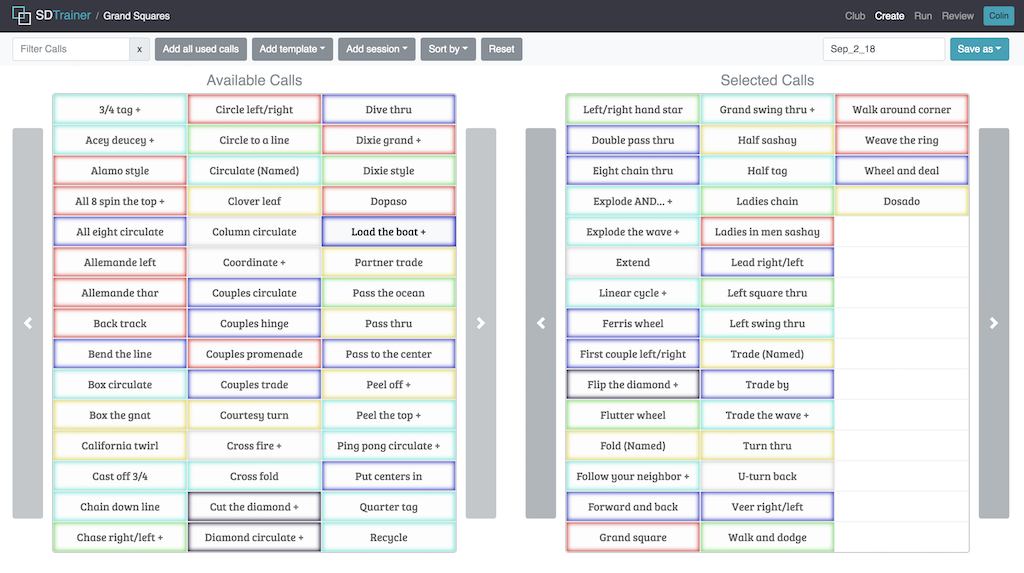 SDTrainer / Grand Squares
Club Create Run Review Colin
Filter Calls x Add all used calls Add template Add session Sort by Reset
Sep_2_18 Save as
Available Calls
3/4 tag + Circle left/right Dive thru
Acey deucey + Circle to a line Dixie grand +
Alamo style Circulate (Named) Dixie style
All 8 spin the top + Clover leaf Dopaso
All eight circulate Column circulate Load the boat +
Allemande left Coordinate + Partner trade
Allemande thar Couples circulate Pass the ocean
Back track Couples hinge Pass thru
Bend the line Couples promenade Pass to the center
Box circulate Couples trade Peel off +
Box the gnat Courtesy turn Peel the top +
California twirl Cross fire + Ping pong circulate +
Cast off 3/4 Cross fold Put centers in
Chain down line Cut the diamond + Quarter tag
Chase right/left + Diamond circulate + Recycle
Selected Calls
Left/right hand star Grand swing thru + Walk around corner
Double pass thru Half sashay Weave the ring
Eight chain thru Half tag Wheel and deal
Explode AND... + Ladies chain Dosado
Explode the wave + Ladies in men sashay
Extend Lead right/left
Linear cycle + Left square thru
Ferris wheel Left swing thru
First couple left/right Trade (Named)
Flip the diamond + Trade by
Flutter wheel Trade the wave +
Fold (Named) Turn thru
Follow your neighbor + U-turn back
Forward and back Veer right/left
Grand square Walk and dodge